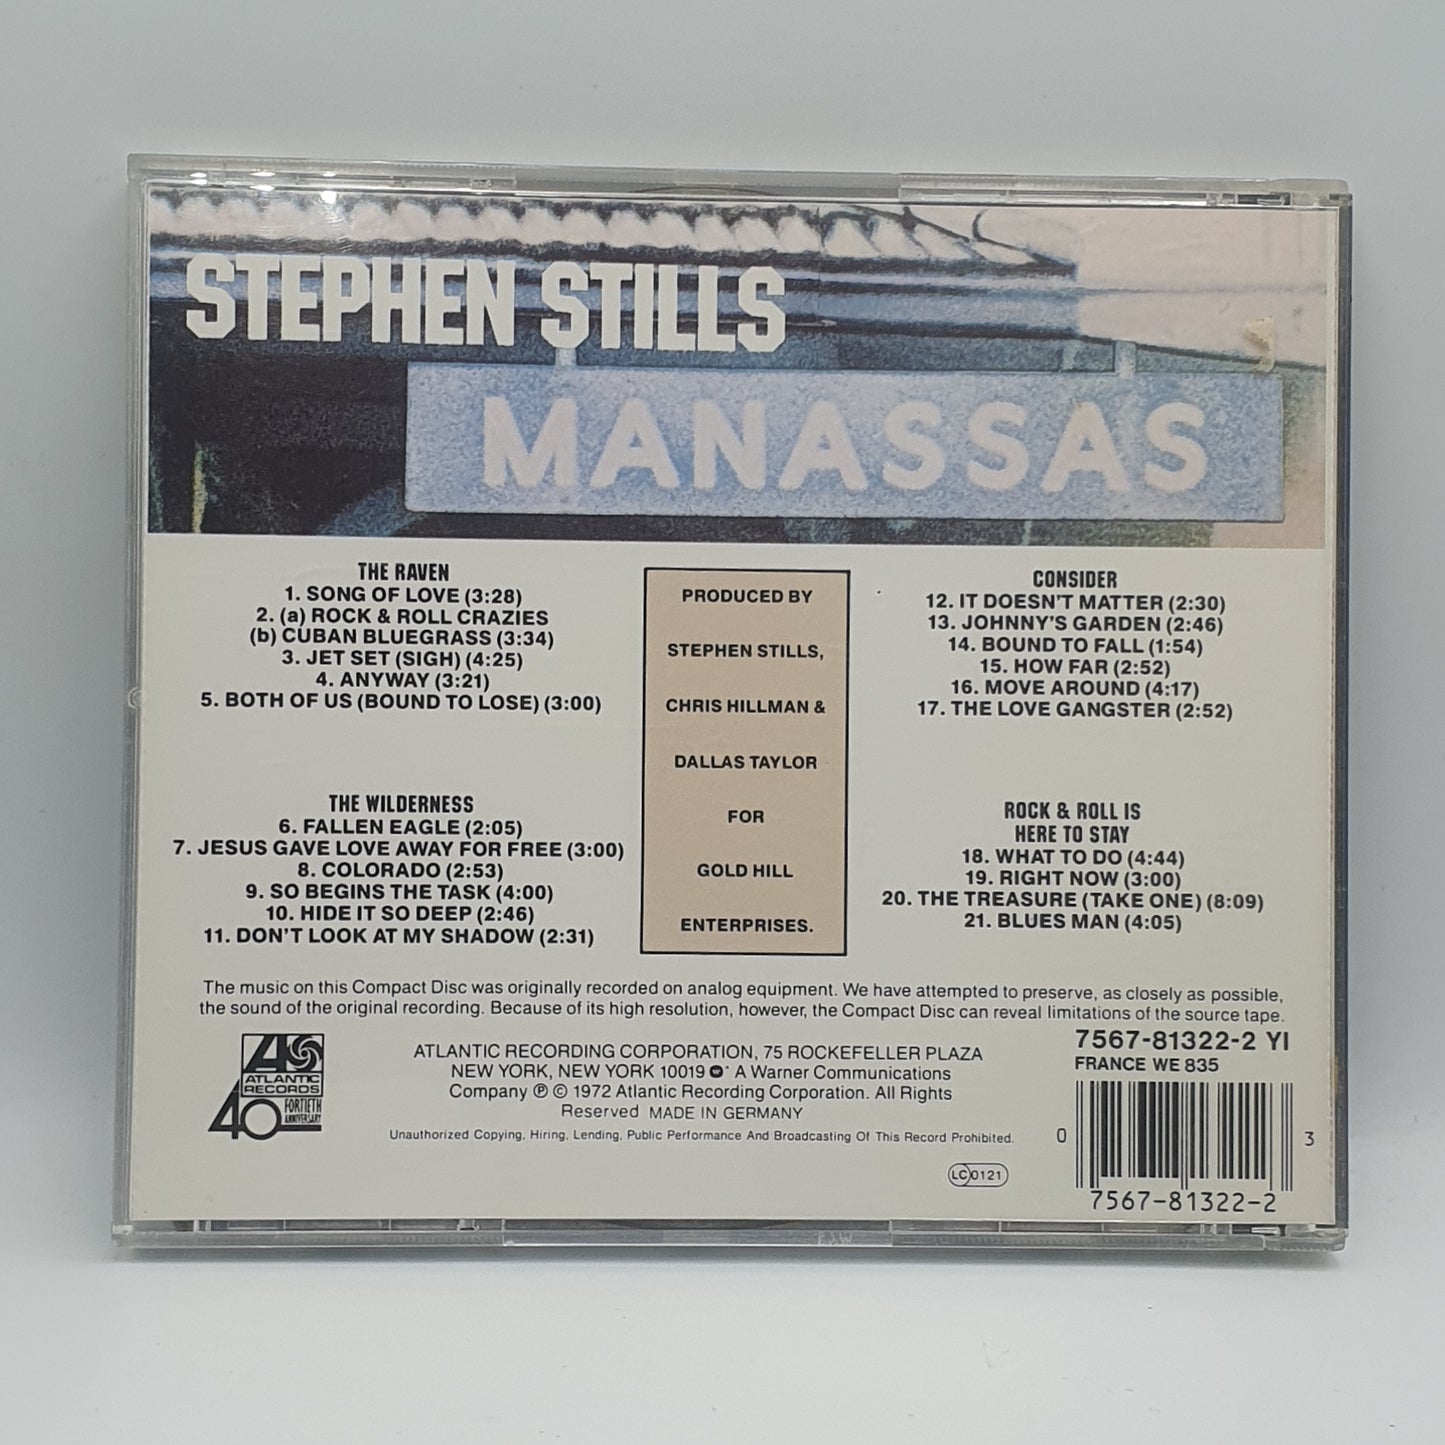 STEPHEN STILLS
MANASSAS
THE RAVEN
1. SONG OF LOVE (3:28)
2. (a) ROCK & ROLL CRAZIES
(b) CUBAN BLUEGRASS (3:34)
3. JET SET (SIGH) (4:25)
4. ANYWAY (3:21)
5. BOTH OF US (BOUND TO LOSE) (3:00)
THE WILDERNESS
6. FALLEN EAGLE (2:05)
7. JESUS GAVE LOVE AWAY FOR FREE (3:00)
8. COLORADO (2:53)
9. SO BEGINS THE TASK (4:00)
10. HIDE IT SO DEEP (2:46)
11. DON'T LOOK AT MY SHADOW (2:31)
PRODUCED BY
STEPHEN STILLS,
CHRIS HILLMAN &
DALLAS TAYLOR
FOR
GOLD HILL
ENTERPRISES.
CONSIDER
12. IT DOESN'T MATTER (2:30)
13. JOHNNY'S GARDEN (2:46)
14. BOUND TO FALL (1:54)
15. HOW FAR (2:52)
16. MOVE AROUND (4:17)
17. THE LOVE GANGSTER (2:52)
ROCK & ROLL IS
HERE TO STAY
18. WHAT TO DO (4:44)
19. RIGHT NOW (3:00)
20. THE TREASURE (TAKE ONE) (8:09)
21. BLUES MAN (4:05)
The music on this Compact Disc was originally recorded on analog equipment. We have attempted to preserve, as closely as possible,
the sound of the original recording. Because of its high resolution, however, the Compact Disc can reveal limitations of the source tape.
ATLANTIC
RECORDS
40 FORTIETH
ANNIVERSARY
ATLANTIC RECORDING CORPORATION, 75 ROCKEFELLER PLAZA
NEW YORK, NEW YORK 10019 A Warner Communications
Company ℗ © 1972 Atlantic Recording Corporation. All Rights
Reserved MADE IN GERMANY
Unauthorized Copying, Hiring, Lending, Public Performance And Broadcasting Of This Record Prohibited.
LC 0121
7567-81322-2 YI
FRANCE WE 835
0 3
7567-81322-2